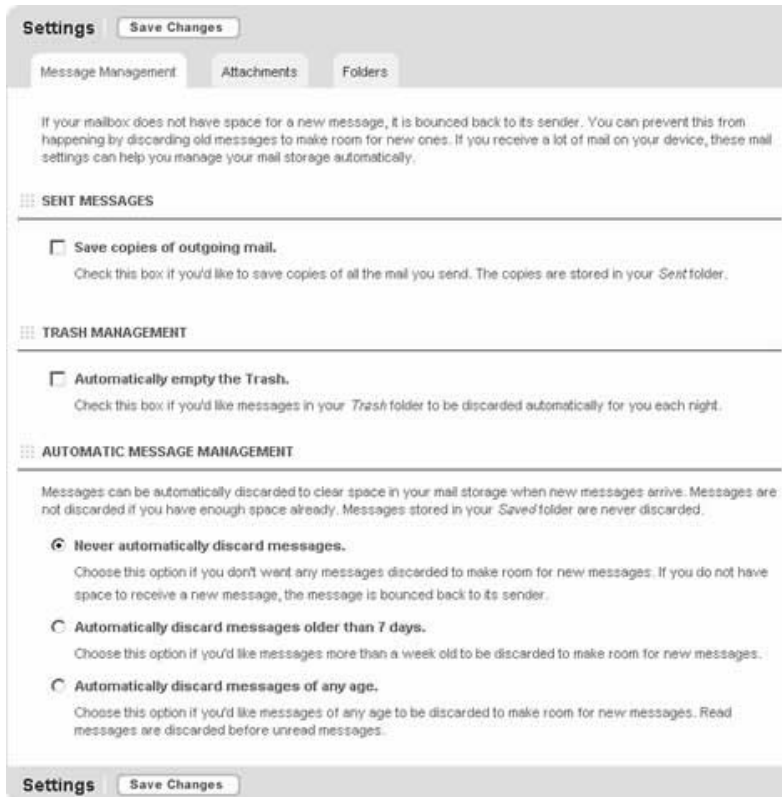 Settings Save Changes
Message Management Attachments Folders
If your mailbox does not have space for a new message, it is bounced back to its sender. You can prevent this from
happening by discarding old messages to make room for new ones. If you receive a lot of mail on your device, these mail
settings can help you manage your mail storage automatically.
SENT MESSAGES
Save copies of outgoing mail.
Check this box if you'd like to save copies of all the mail you send. The copies are stored in your Sent folder.
TRASH MANAGEMENT
Automatically empty the Trash.
Check this box if you'd like messages in your Trash folder to be discarded automatically for you each night.
AUTOMATIC MESSAGE MANAGEMENT
Messages can be automatically discarded to clear space in your mail storage when new messages arrive. Messages are
not discarded if you have enough space already. Messages stored in your Saved folder are never discarded.
Never automatically discard messages.
Choose this option if you don't want any messages discarded to make room for new messages. If you do not have
space to receive a new message, the message is bounced back to its sender.
Automatically discard messages older than 7 days.
Choose this option if you'd like messages more than a week old to be discarded to make room for new messages.
Automatically discard messages of any age.
Choose this option if you'd like messages of any age to be discarded to make room for new messages. Read
messages are discarded before unread messages.
Settings Save Changes